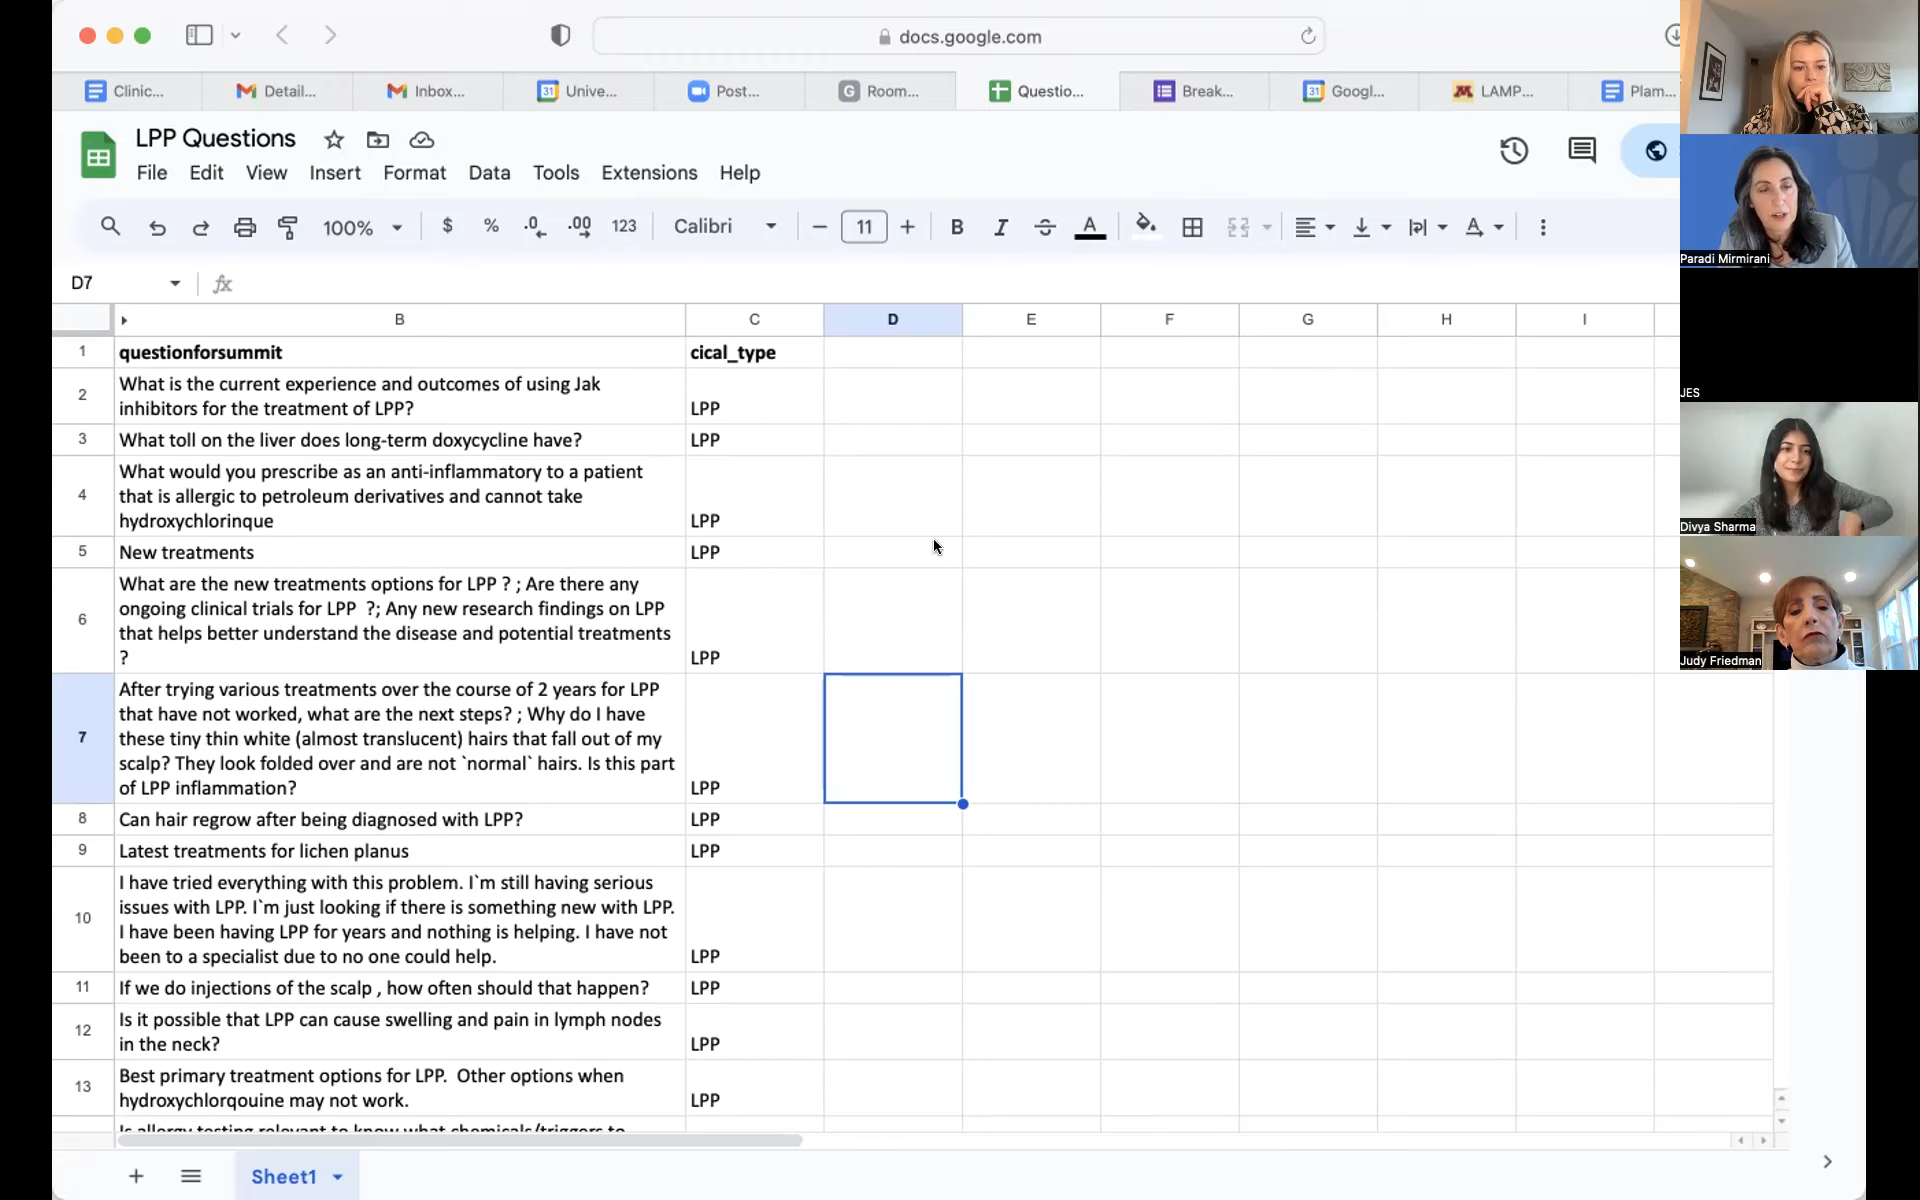 docs.google.com
Clinic...
Detail...
Inbox...
Unive...
Post...
Room...
Questio...
Break...
Googl...
LAMP...
Plam...
LPP Questions
File Edit View Insert Format Data Tools Extensions Help
100% $ % .0 .00 123 Calibri 11 B I A
D7 fx
B C D E F G H I
1 questionforsummit cical_type
2 What is the current experience and outcomes of using Jak
inhibitors for the treatment of LPP? LPP
3 What toll on the liver does long-term doxycycline have? LPP
4 What would you prescribe as an anti-inflammatory to a patient
that is allergic to petroleum derivatives and cannot take
hydroxychlorinque LPP
5 New treatments LPP
6 What are the new treatments options for LPP ? ; Are there any
ongoing clinical trials for LPP ?; Any new research findings on LPP
that helps better understand the disease and potential treatments
? LPP
7 After trying various treatments over the course of 2 years for LPP
that have not worked, what are the next steps? ; Why do I have
these tiny thin white (almost translucent) hairs that fall out of my
scalp? They look folded over and are not `normal` hairs. Is this part
of LPP inflammation? LPP
8 Can hair regrow after being diagnosed with LPP? LPP
9 Latest treatments for lichen planus LPP
10 I have tried everything with this problem. I`m still having serious
issues with LPP. I`m just looking if there is something new with LPP.
I have been having LPP for years and nothing is helping. I have not
been to a specialist due to no one could help. LPP
11 If we do injections of the scalp , how often should that happen? LPP
12 Is it possible that LPP can cause swelling and pain in lymph nodes
in the neck? LPP
13 Best primary treatment options for LPP. Other options when
hydroxychlorqouine may not work. LPP
Is allergy testing relevant to know what chemicals/triggers to
Sheet1
Paradi Mirmirani
JES
Divya Sharma
Judy Friedman